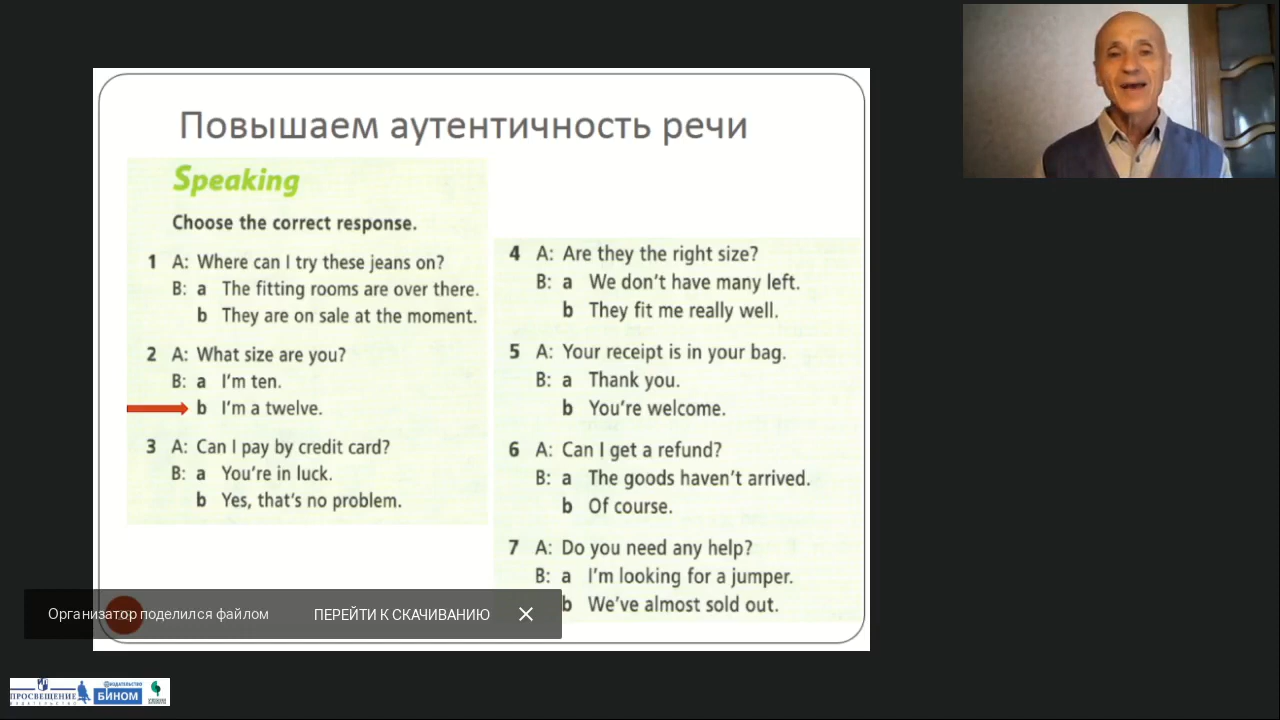 Повышаем аутентичность речи
Speaking
Choose the correct response.
1 A: Where can I try these jeans on?
B: a The fitting rooms are over there.
b They are on sale at the moment.
2 A: What size are you?
B: a I'm ten.
b I'm a twelve.
3 A: Can I pay by credit card?
B: a You're in luck.
b Yes, that's no problem.
4 A: Are they the right size?
B: a We don't have many left.
b They fit me really well.
5 A: Your receipt is in your bag.
B: a Thank you.
b You're welcome.
6 A: Can I get a refund?
B: a The goods haven't arrived.
b Of course.
7 A: Do you need any help?
B: a I'm looking for a jumper.
b We've almost sold out.
Организатор поделился файлом ПЕРЕЙТИ К СКАЧИВАНИЮ
ПРОСВЕЩЕНИЕ
ИЗДАТЕЛЬСТВО
ИЗДАТЕЛЬСТВО
БИНОМ